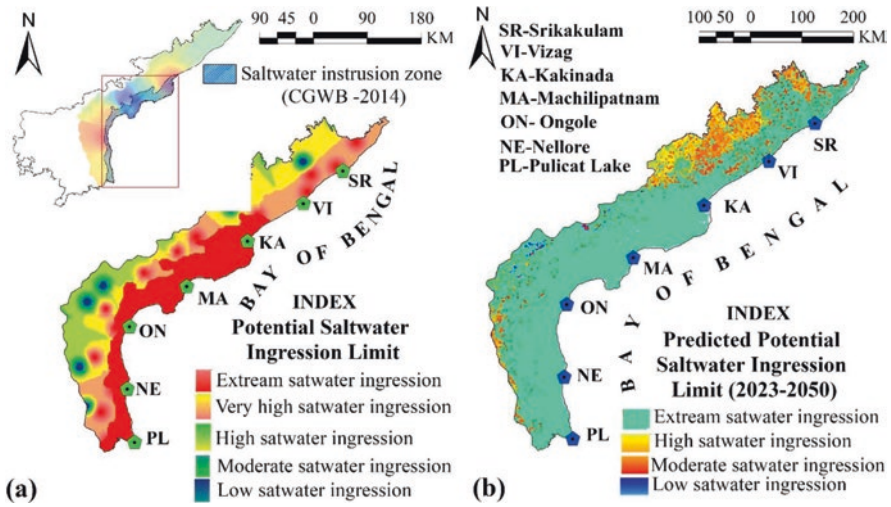 N
90 45 0 90 180
KM
Saltwater instrusion zone
(CGWB -2014)
SR
VI
KA
MA
ON
NE
PL
BAY OF BENGAL
INDEX
Potential Saltwater
Ingression Limit
Extream satwater ingression
Very high satwater ingression
High satwater ingression
Moderate satwater ingression
Low satwater ingression
(a)
N
100 50 0 100 200
KM
SR-Srikakulam
VI-Vizag
KA-Kakinada
MA-Machilipatnam
ON- Ongole
NE-Nellore
PL-Pulicat Lake
SR
VI
KA
MA
ON
NE
PL
BAY OF BENGAL
INDEX
Predicted Potential
Saltwater Ingression
Limit (2023-2050)
Extream satwater ingression
High satwater ingression
Moderate satwater ingression
Low satwater ingression
(b)